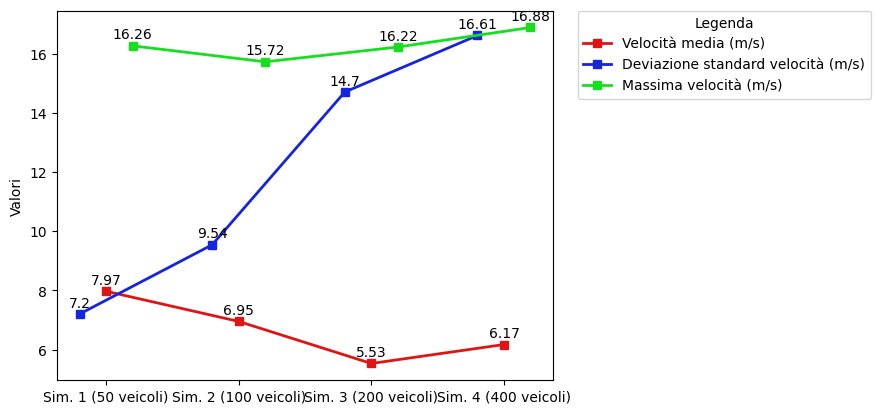 16.88
16.61
16.26
16.22
15.72
14.7
9.54
7.97
7.2
6.95
6.17
5.53
16
14
12
10
8
6
Valori
Sim. 1 (50 veicoli)
Sim. 2 (100 veicoli)
Sim. 3 (200 veicoli)
Sim. 4 (400 veicoli)
Legenda
Velocità media (m/s)
Deviazione standard velocità (m/s)
Massima velocità (m/s)